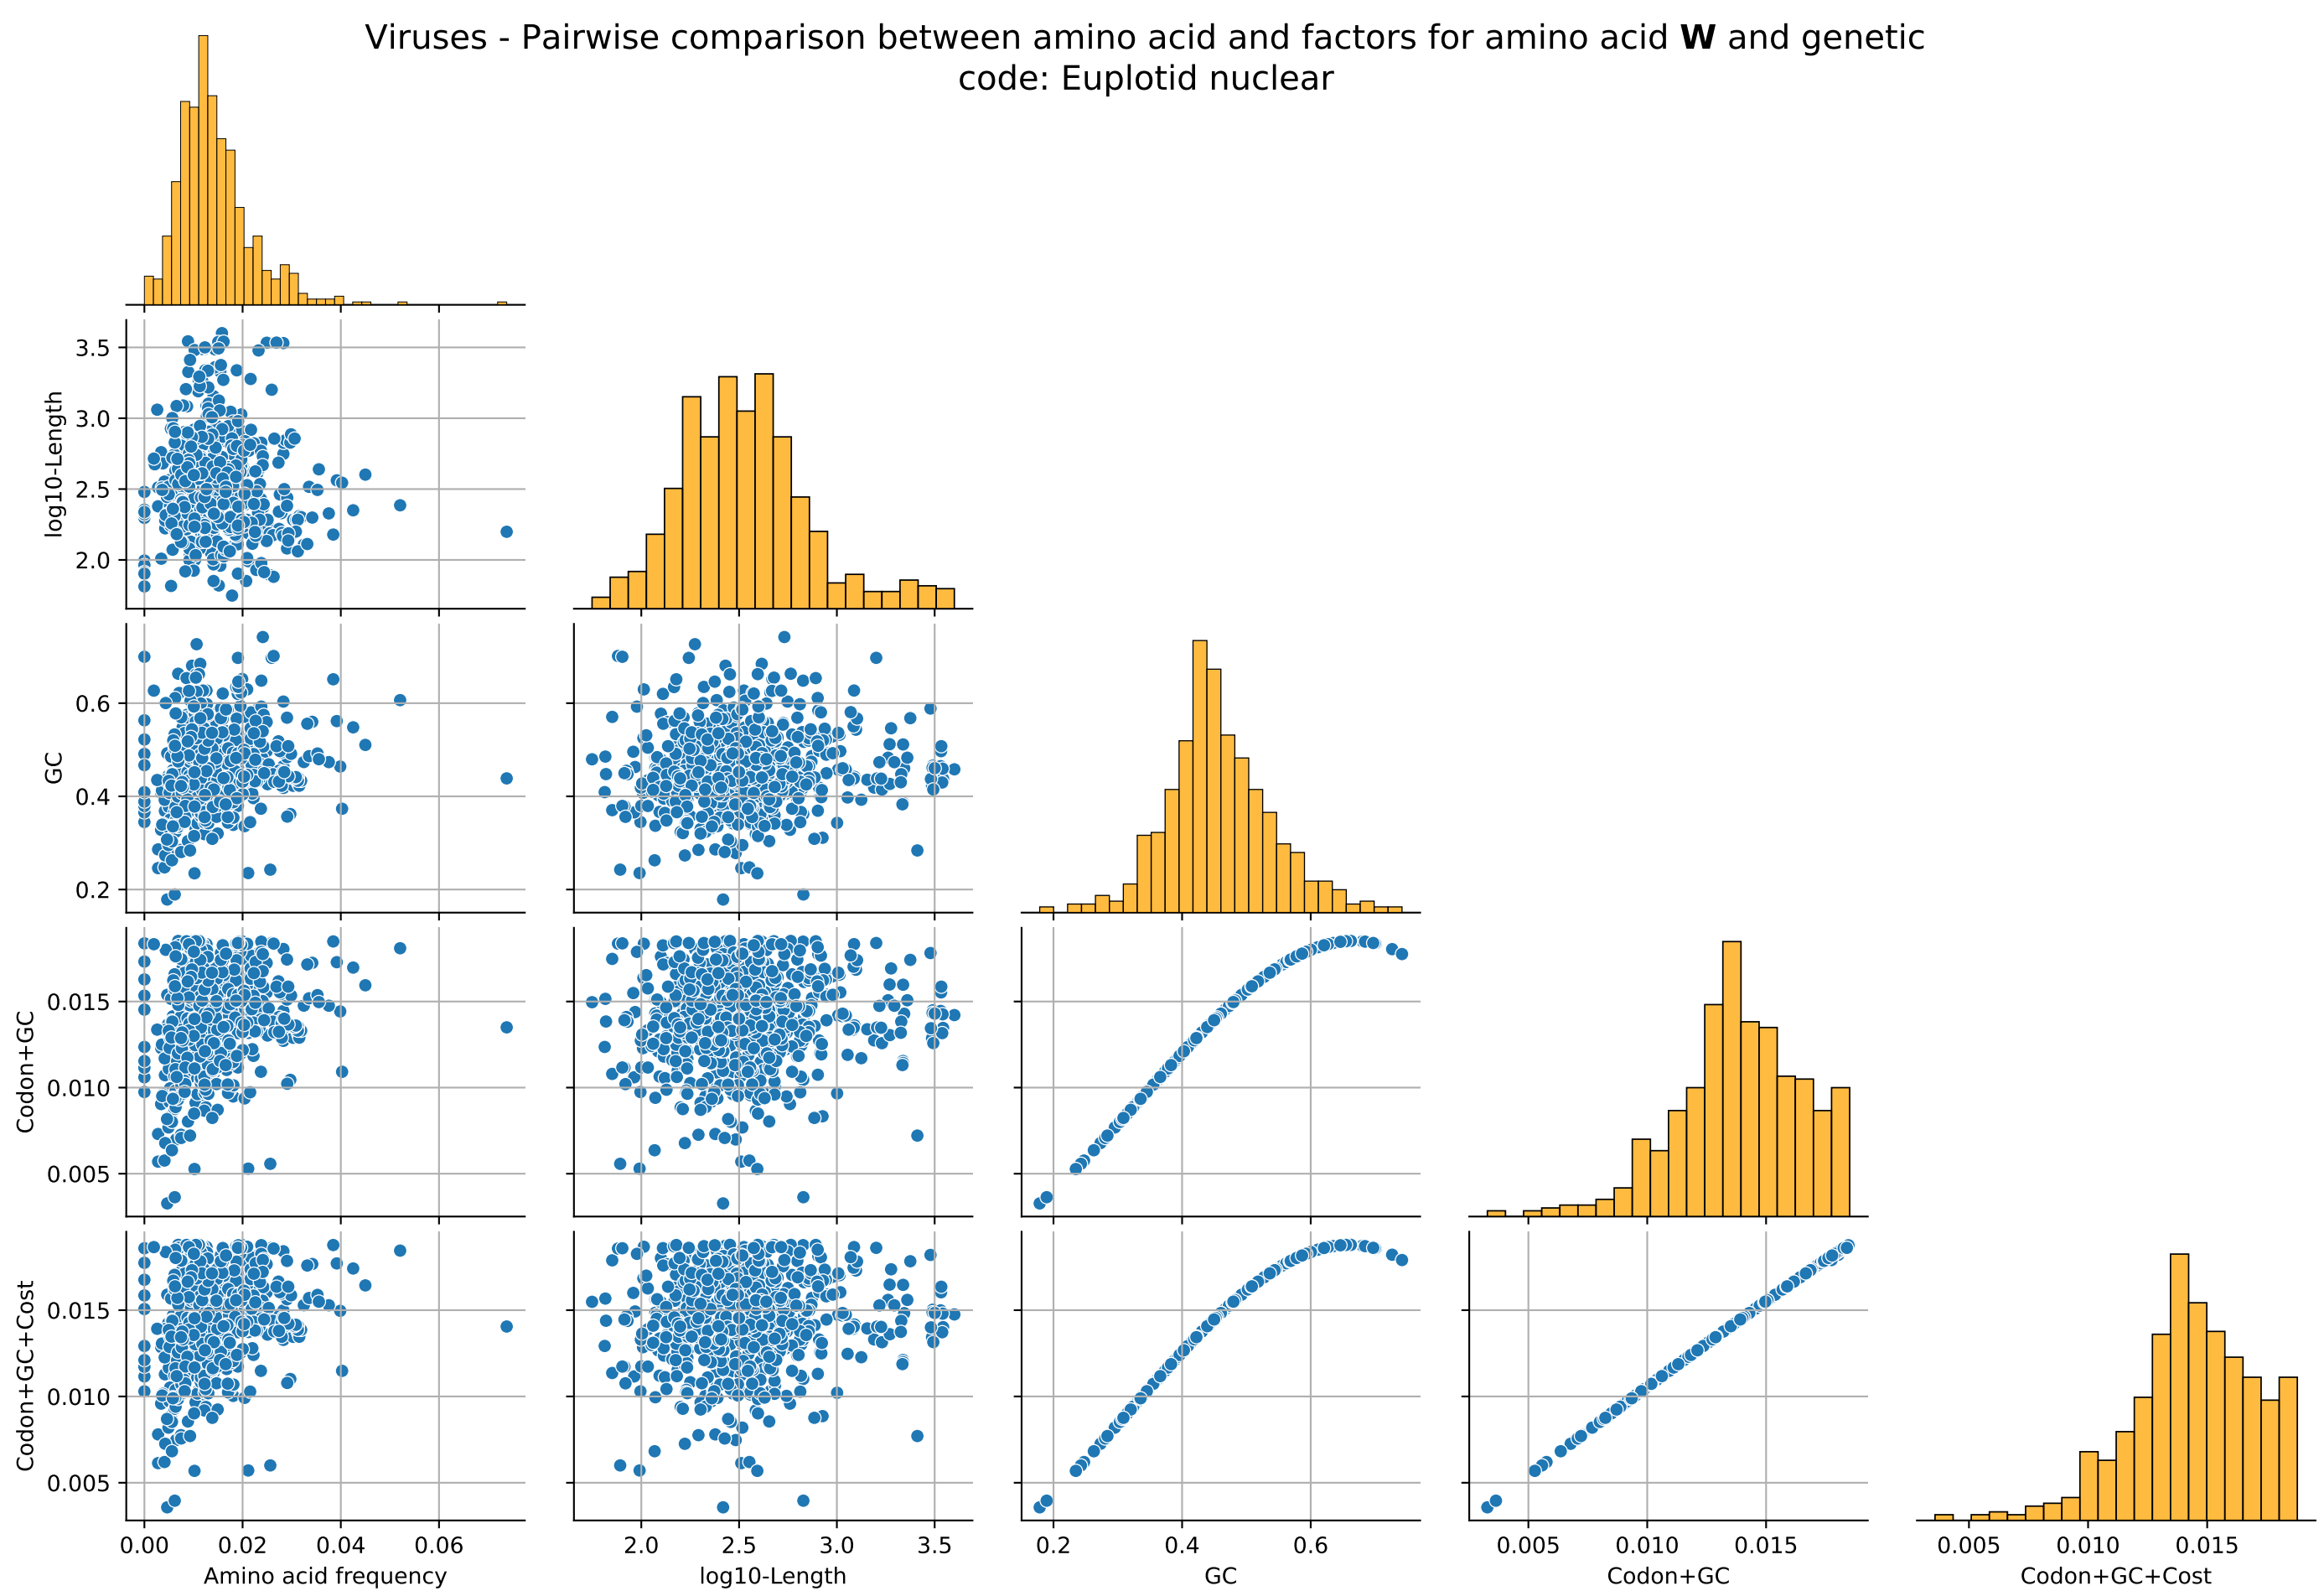 Viruses - Pairwise comparison between amino acid and factors for amino acid W and genetic
code: Euplotid nuclear
3.5
3.0
2.5
2.0
log10-Length
0.6
0.4
0.2
GC
0.015
0.010
0.005
Codon+GC
0.015
0.010
0.005
Codon+GC+Cost
0.00 0.02 0.04 0.06 2.0 2.5 3.0 3.5 0.2 0.4 0.6 0.005 0.010 0.015 0.005 0.010 0.015
Amino acid frequency log10-Length GC Codon+GC Codon+GC+Cost